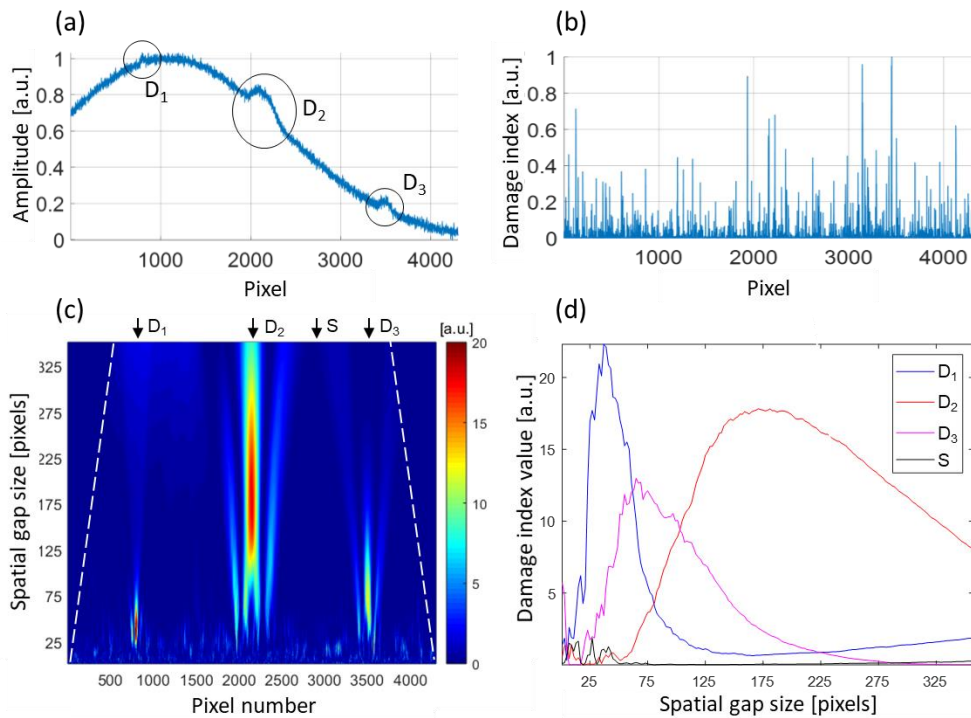 (a)
Amplitude [a.u.]
1
0.8
0.6
0.4
0.2
0
D1
D2
D3
1000 2000 3000 4000
Pixel
(b)
Damage index [a.u.]
1
0.8
0.6
0.4
0.2
0
1000 2000 3000 4000
Pixel
(c)
D1 D2 S D3 [a.u.]
Spatial gap size [pixels]
325
275
225
175
125
75
25
500 1000 1500 2000 2500 3000 3500 4000
Pixel number
20
15
10
5
0
(d)
Damage index value [a.u.]
20
15
10
5
D1
D2
D3
S
25 75 125 175 225 275 325
Spatial gap size [pixels]